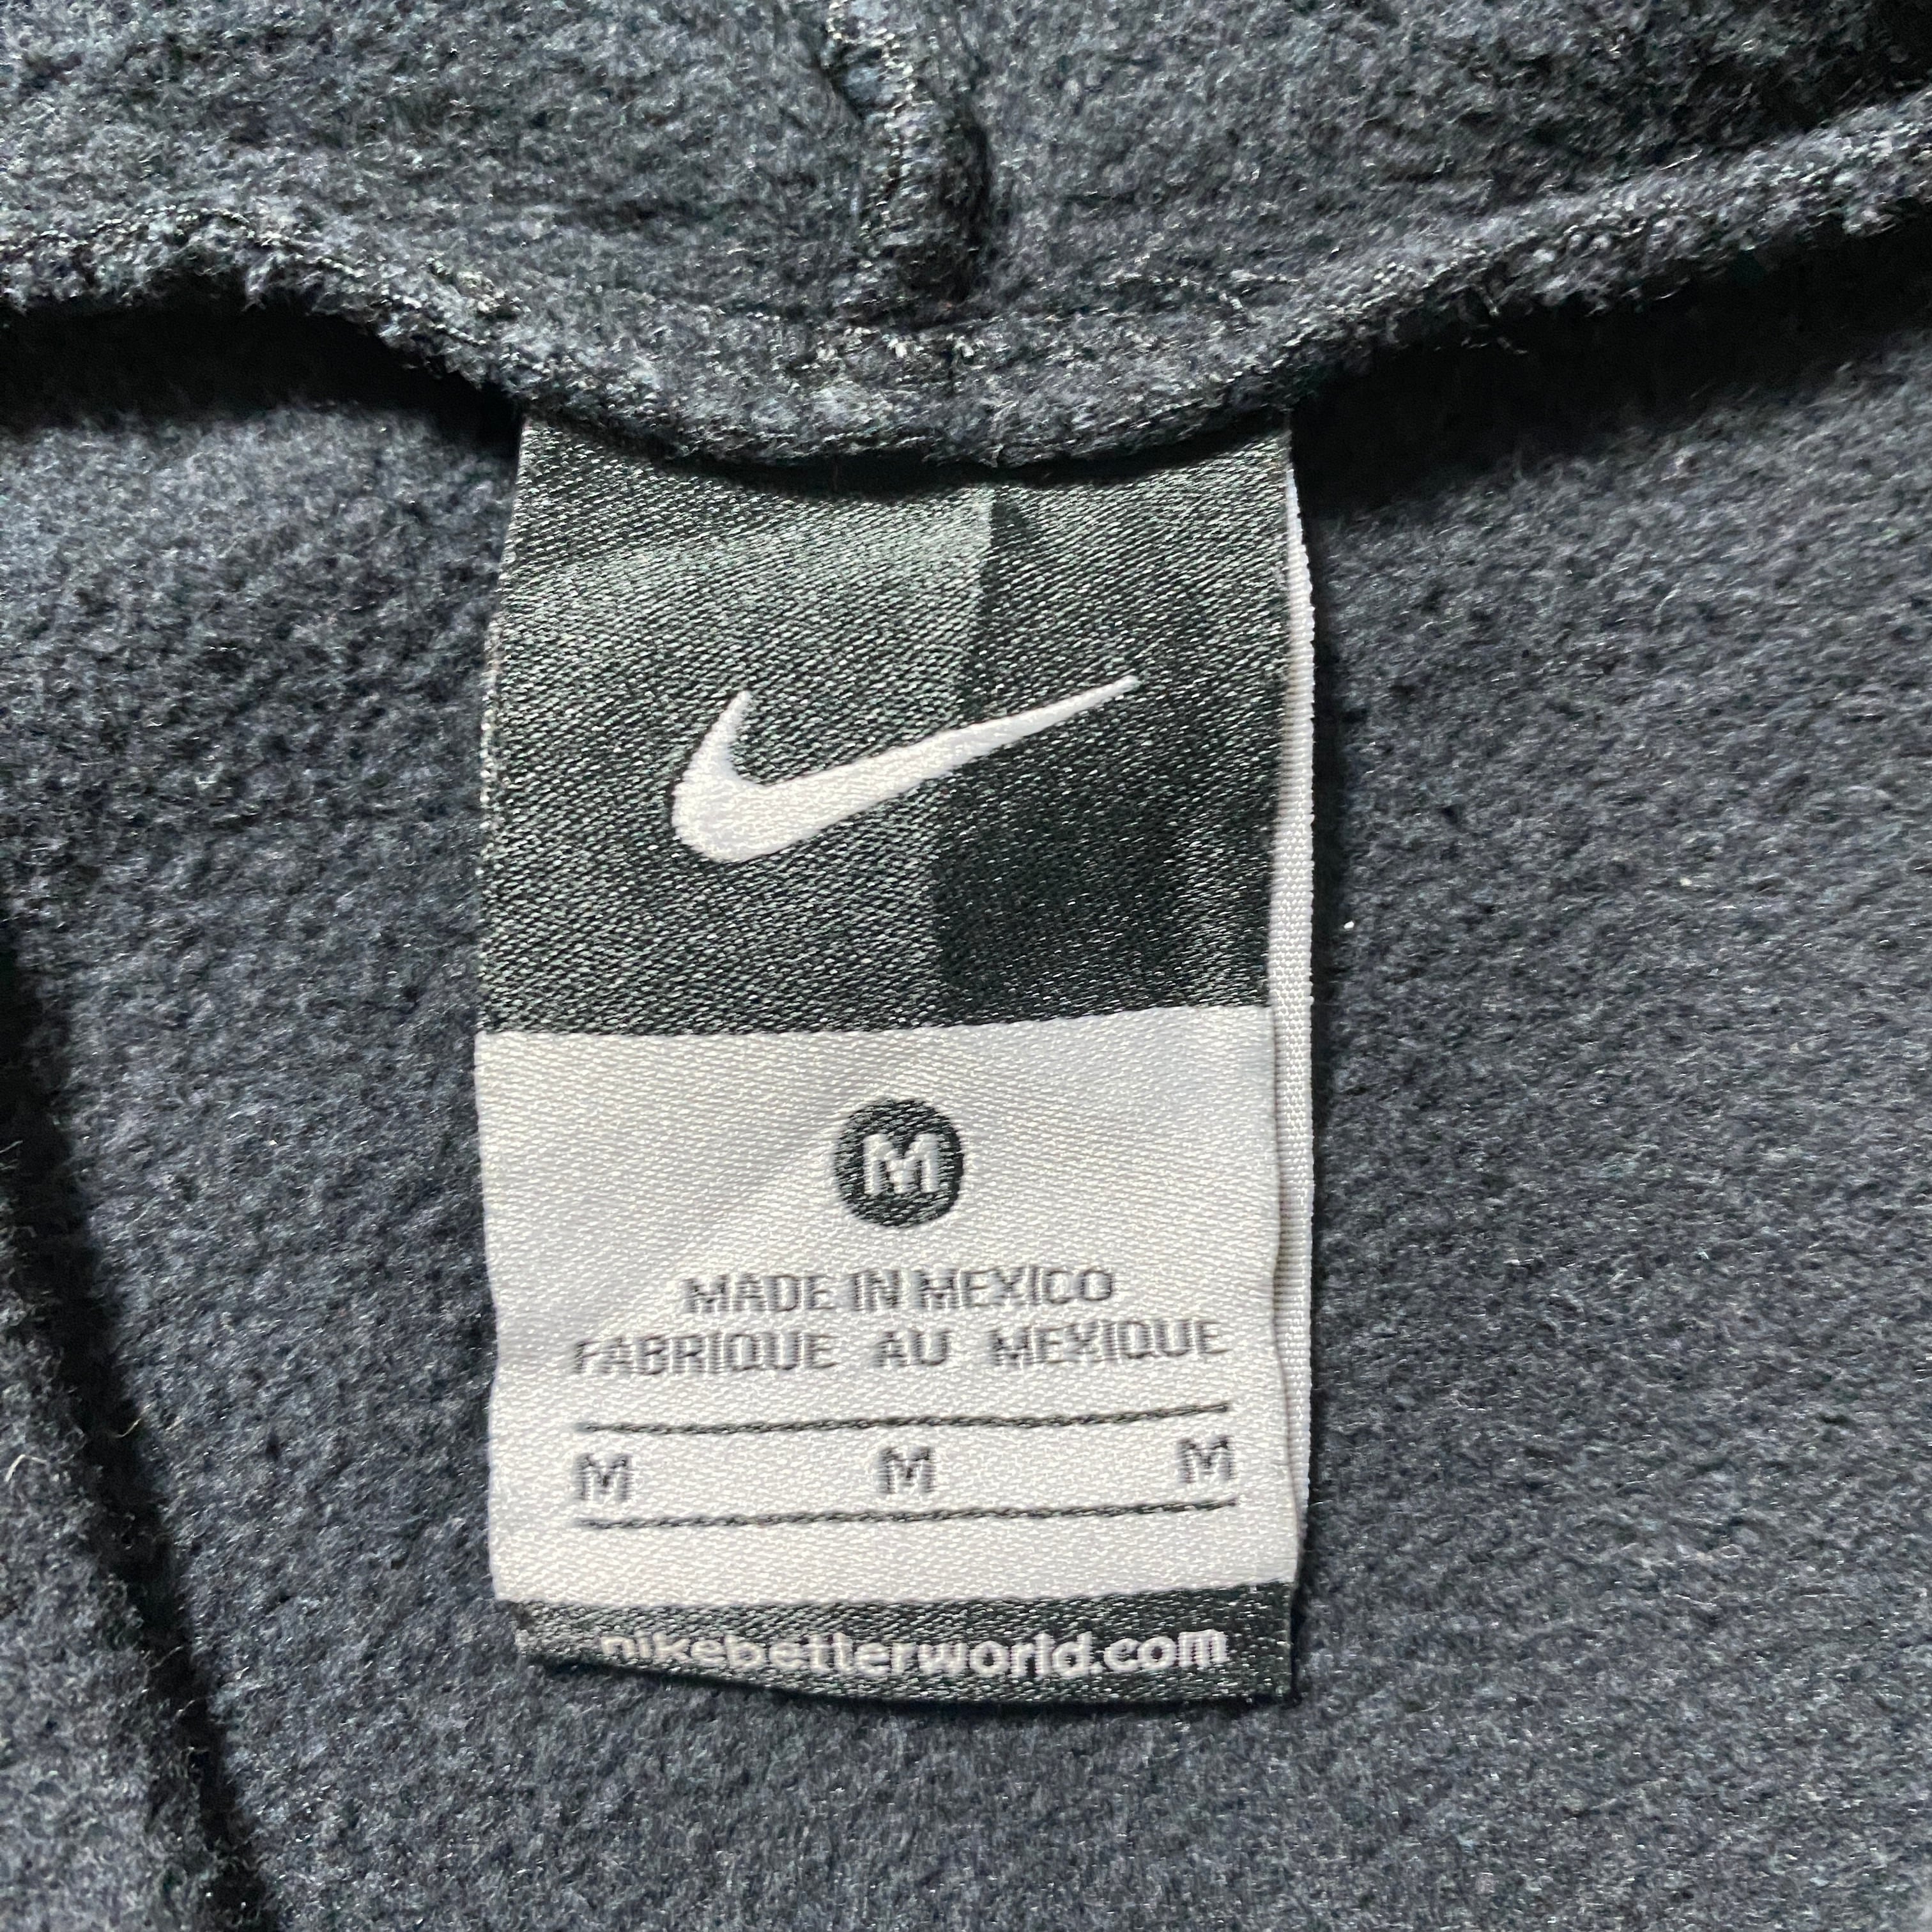 M
MADE IN MEXICO
FABRIQUE AU MEXIQUE
M M M
nikebetterworld.com